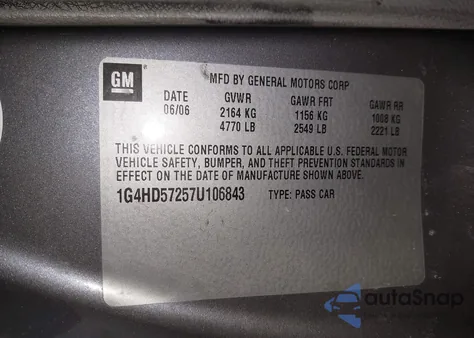 GM
MFD BY GENERAL MOTORS CORP
DATE GVWR GAWR FRT GAWR RR
06/06 2164 KG 1156 KG 1008 KG
4770 LB 2549 LB 2221 LB
THIS VEHICLE CONFORMS TO ALL APPLICABLE U.S. FEDERAL MOTOR
VEHICLE SAFETY, BUMPER, AND THEFT PREVENTION STANDARDS IN
EFFECT ON THE DATE OF MANUFACTURE SHOWN ABOVE.
1G4HD57257U106843 TYPE: PASS CAR
autoSnap